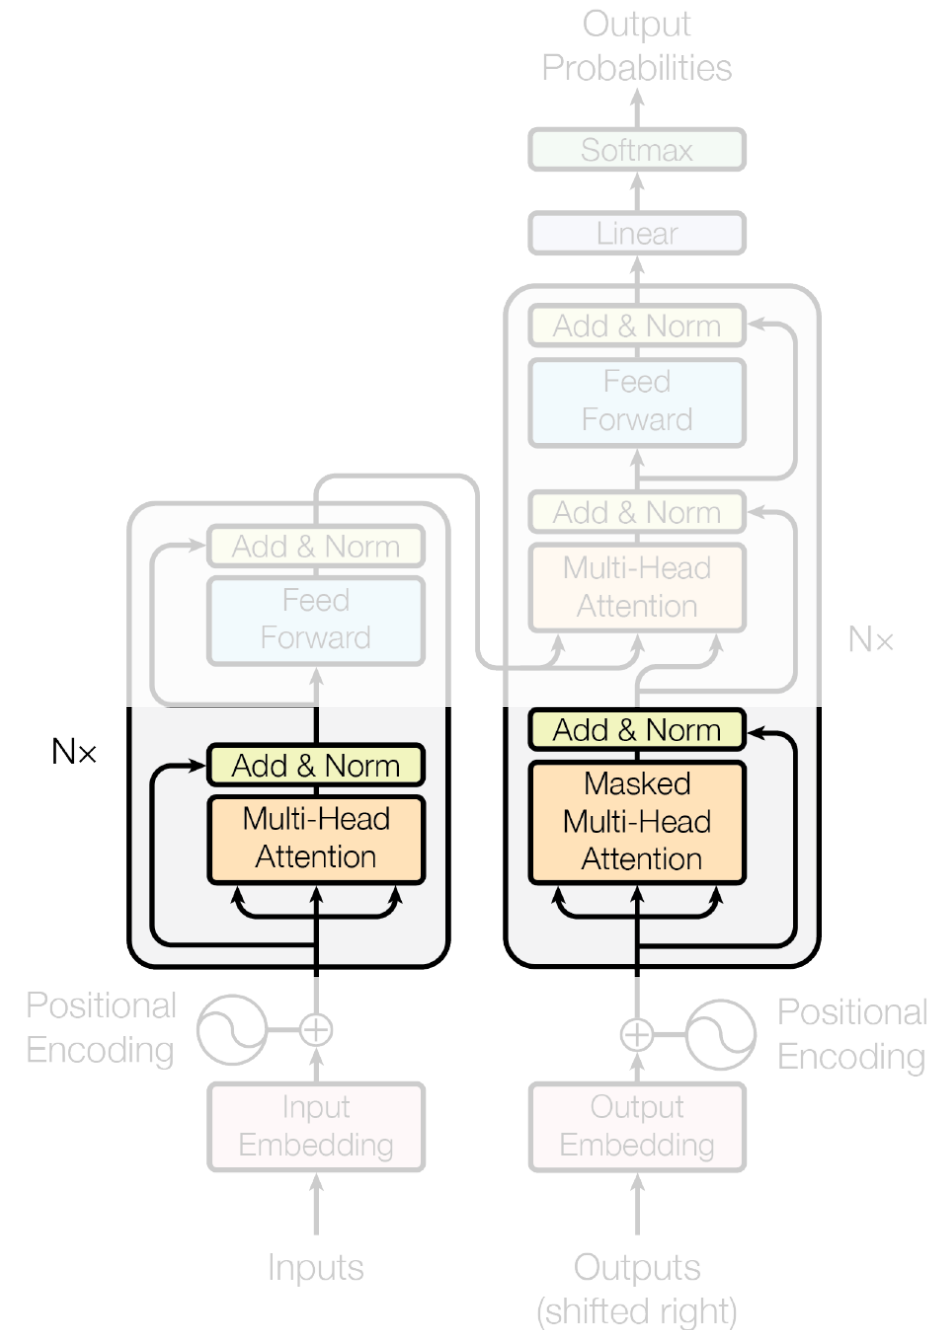 Output
Probabilities
Softmax
Linear
Add & Norm
Feed
Forward
Add & Norm
Multi-Head
Attention
Nx
Add & Norm
Masked
Multi-Head
Attention
Add & Norm
Feed
Forward
Nx
Add & Norm
Multi-Head
Attention
Positional
Encoding
Positional
Encoding
Input
Embedding
Output
Embedding
Inputs
Outputs
(shifted right)